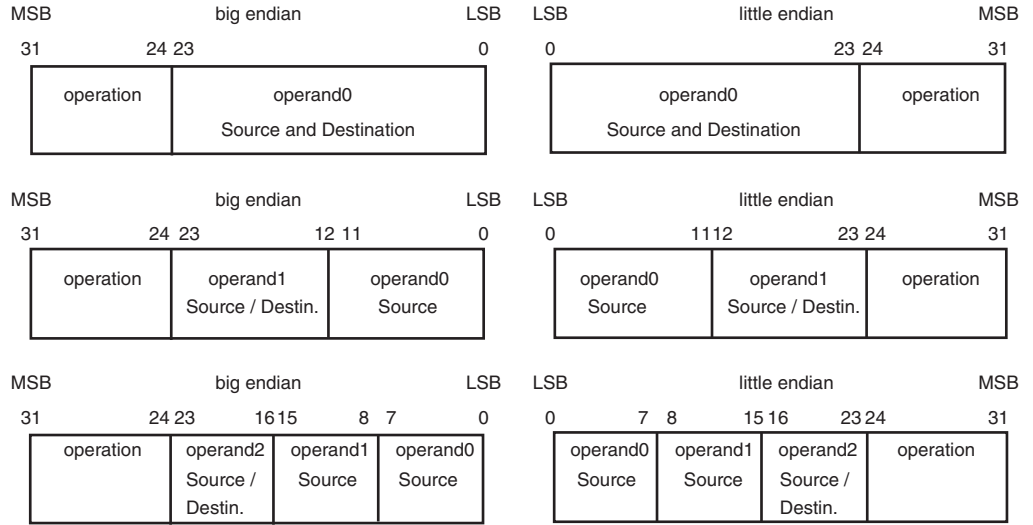 MSB big endian LSB LSB little endian MSB
31 24 23 0 0 23 24 31
operation operand0 operand0 operation
Source and Destination Source and Destination
MSB big endian LSB LSB little endian MSB
31 24 23 12 11 0 0 11 12 23 24 31
operation operand1 operand0 operand0 operand1 operation
Source / Destin. Source Source Source / Destin.
MSB big endian LSB LSB little endian MSB
31 24 23 16 15 8 7 0 0 7 8 15 16 23 24 31
operation operand2 operand1 operand0 operand0 operand1 operand2 operation
Source / Source Source Source Source Source /
Destin. Destin.